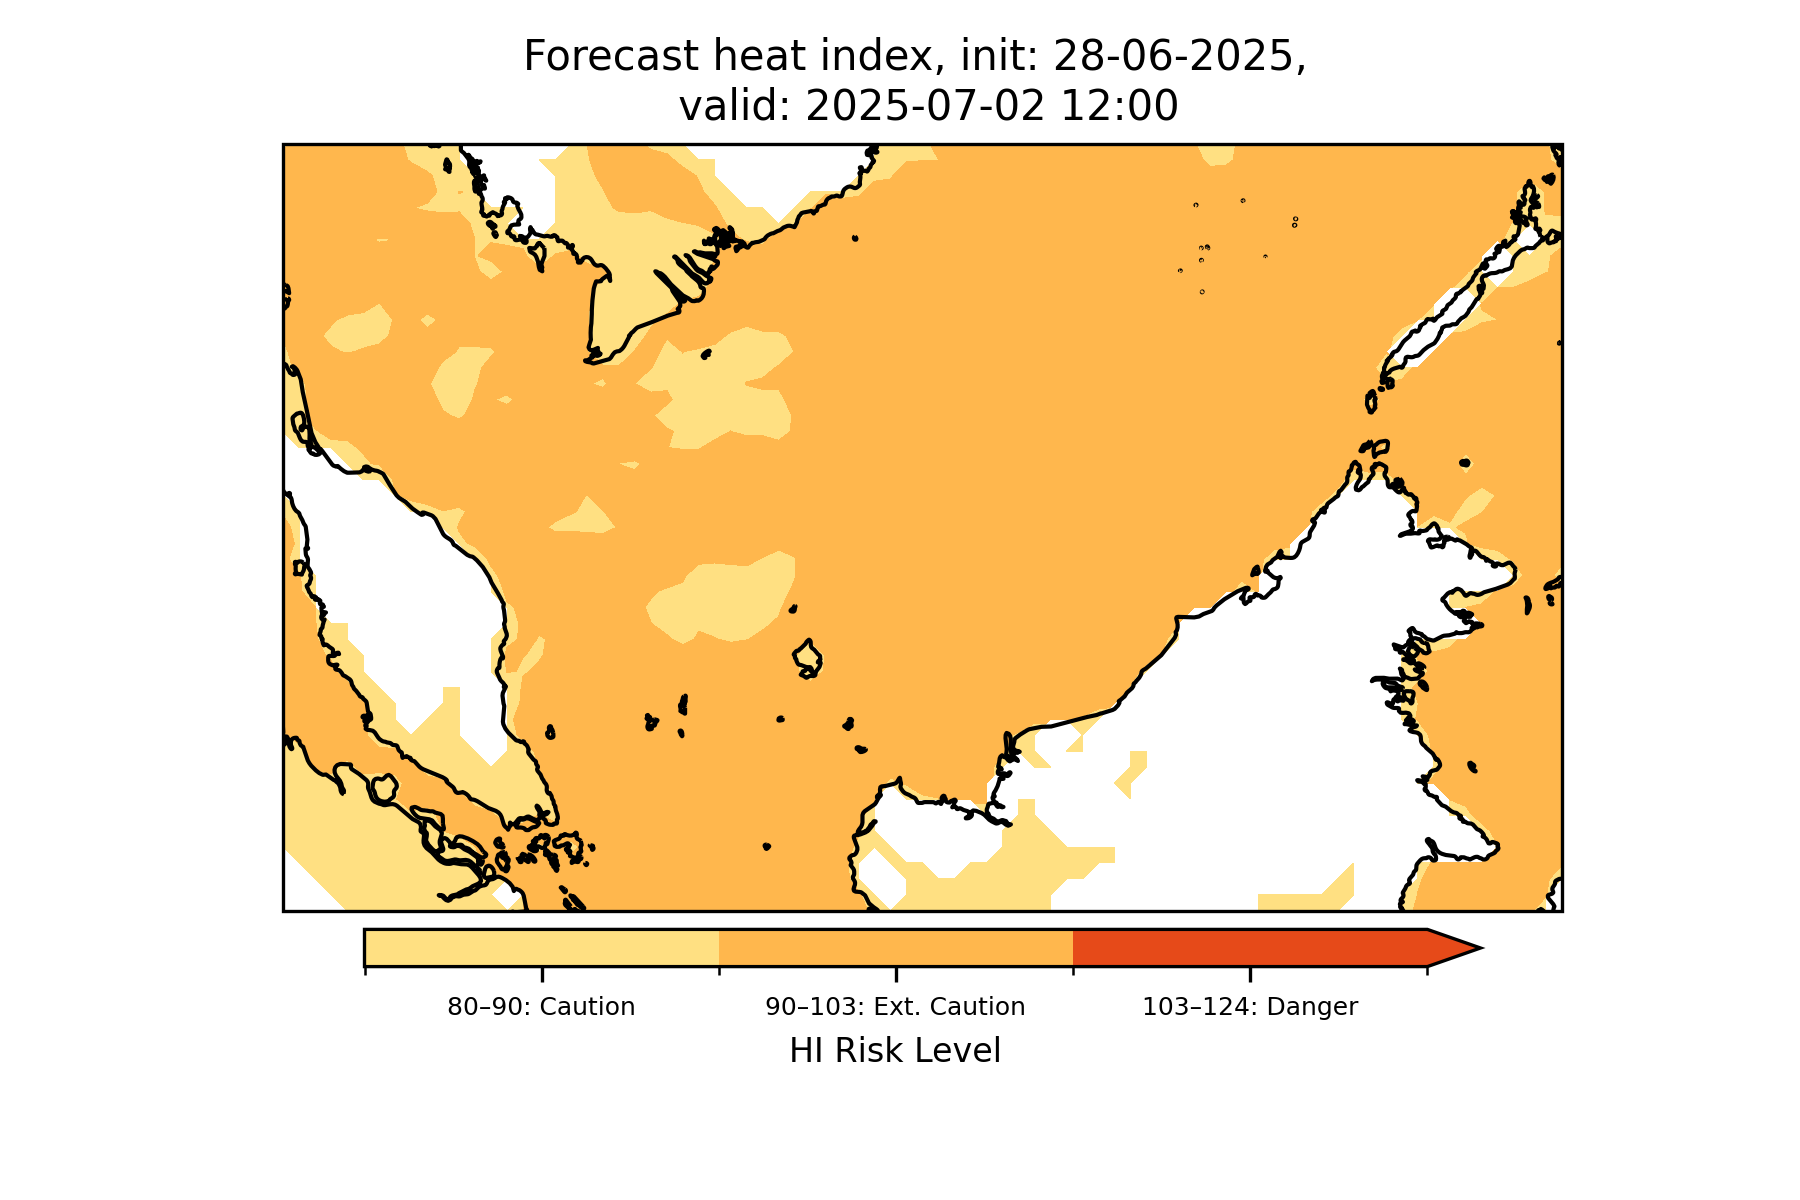 Forecast heat index, init: 28-06-2025,
valid: 2025-07-02 12:00
80–90: Caution
90–103: Ext. Caution
103–124: Danger
HI Risk Level